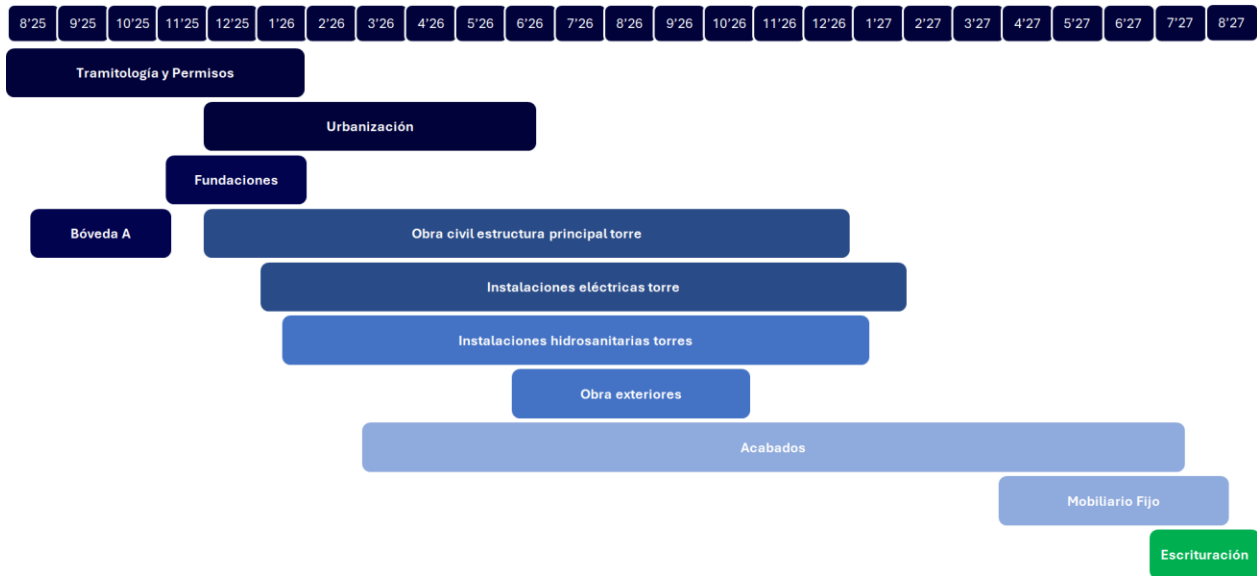 8'25 9'25 10'25 11'25 12'25 1'26 2'26 3'26 4'26 5'26 6'26 7'26 8'26 9'26 10'26 11'26 12'26 1'27 2'27 3'27 4'27 5'27 6'27 7'27 8'27
Tramitología y Permisos
Urbanización
Fundaciones
Bóveda A Obra civil estructura principal torre
Instalaciones eléctricas torre
Instalaciones hidrosanitarias torres
Obra exteriores
Acabados
Mobiliario Fijo
Escrituración